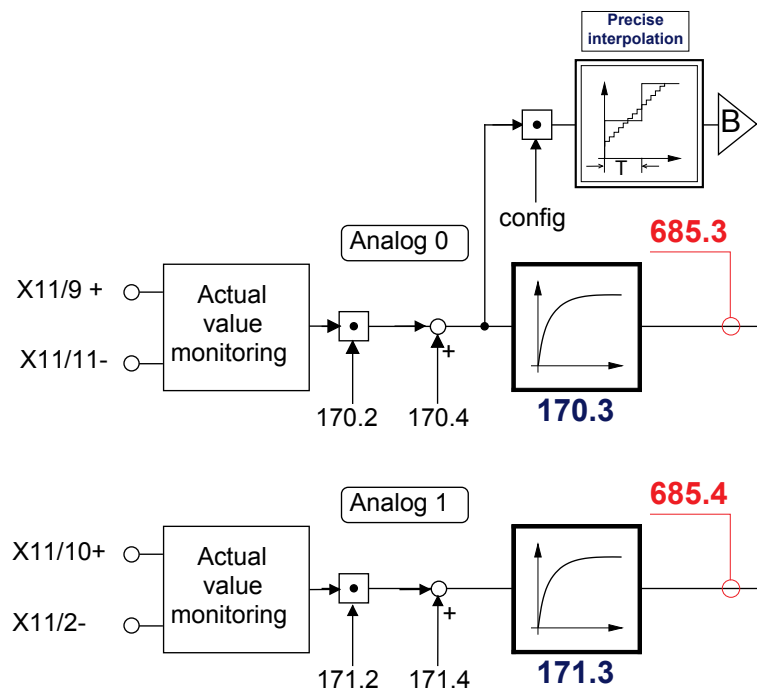 Precise
interpolation
B
T
config
Analog 0
685.3
X11/9 +
Actual
value
monitoring
X11/11-
+
170.2
170.4
170.3
Analog 1
685.4
X11/10+
Actual
value
monitoring
X11/2-
+
171.2
171.4
171.3